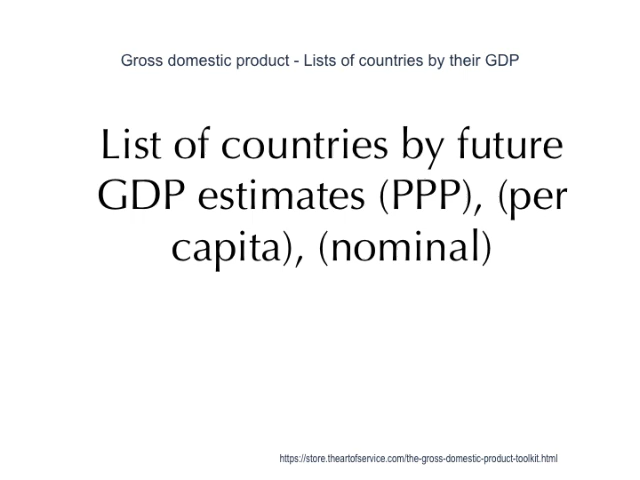 Gross domestic product - Lists of countries by their GDP
List of countries by future
GDP estimates (PPP), (per
capita), (nominal)
https://store.theartofservice.com/the-gross-domestic-product-toolkit.html